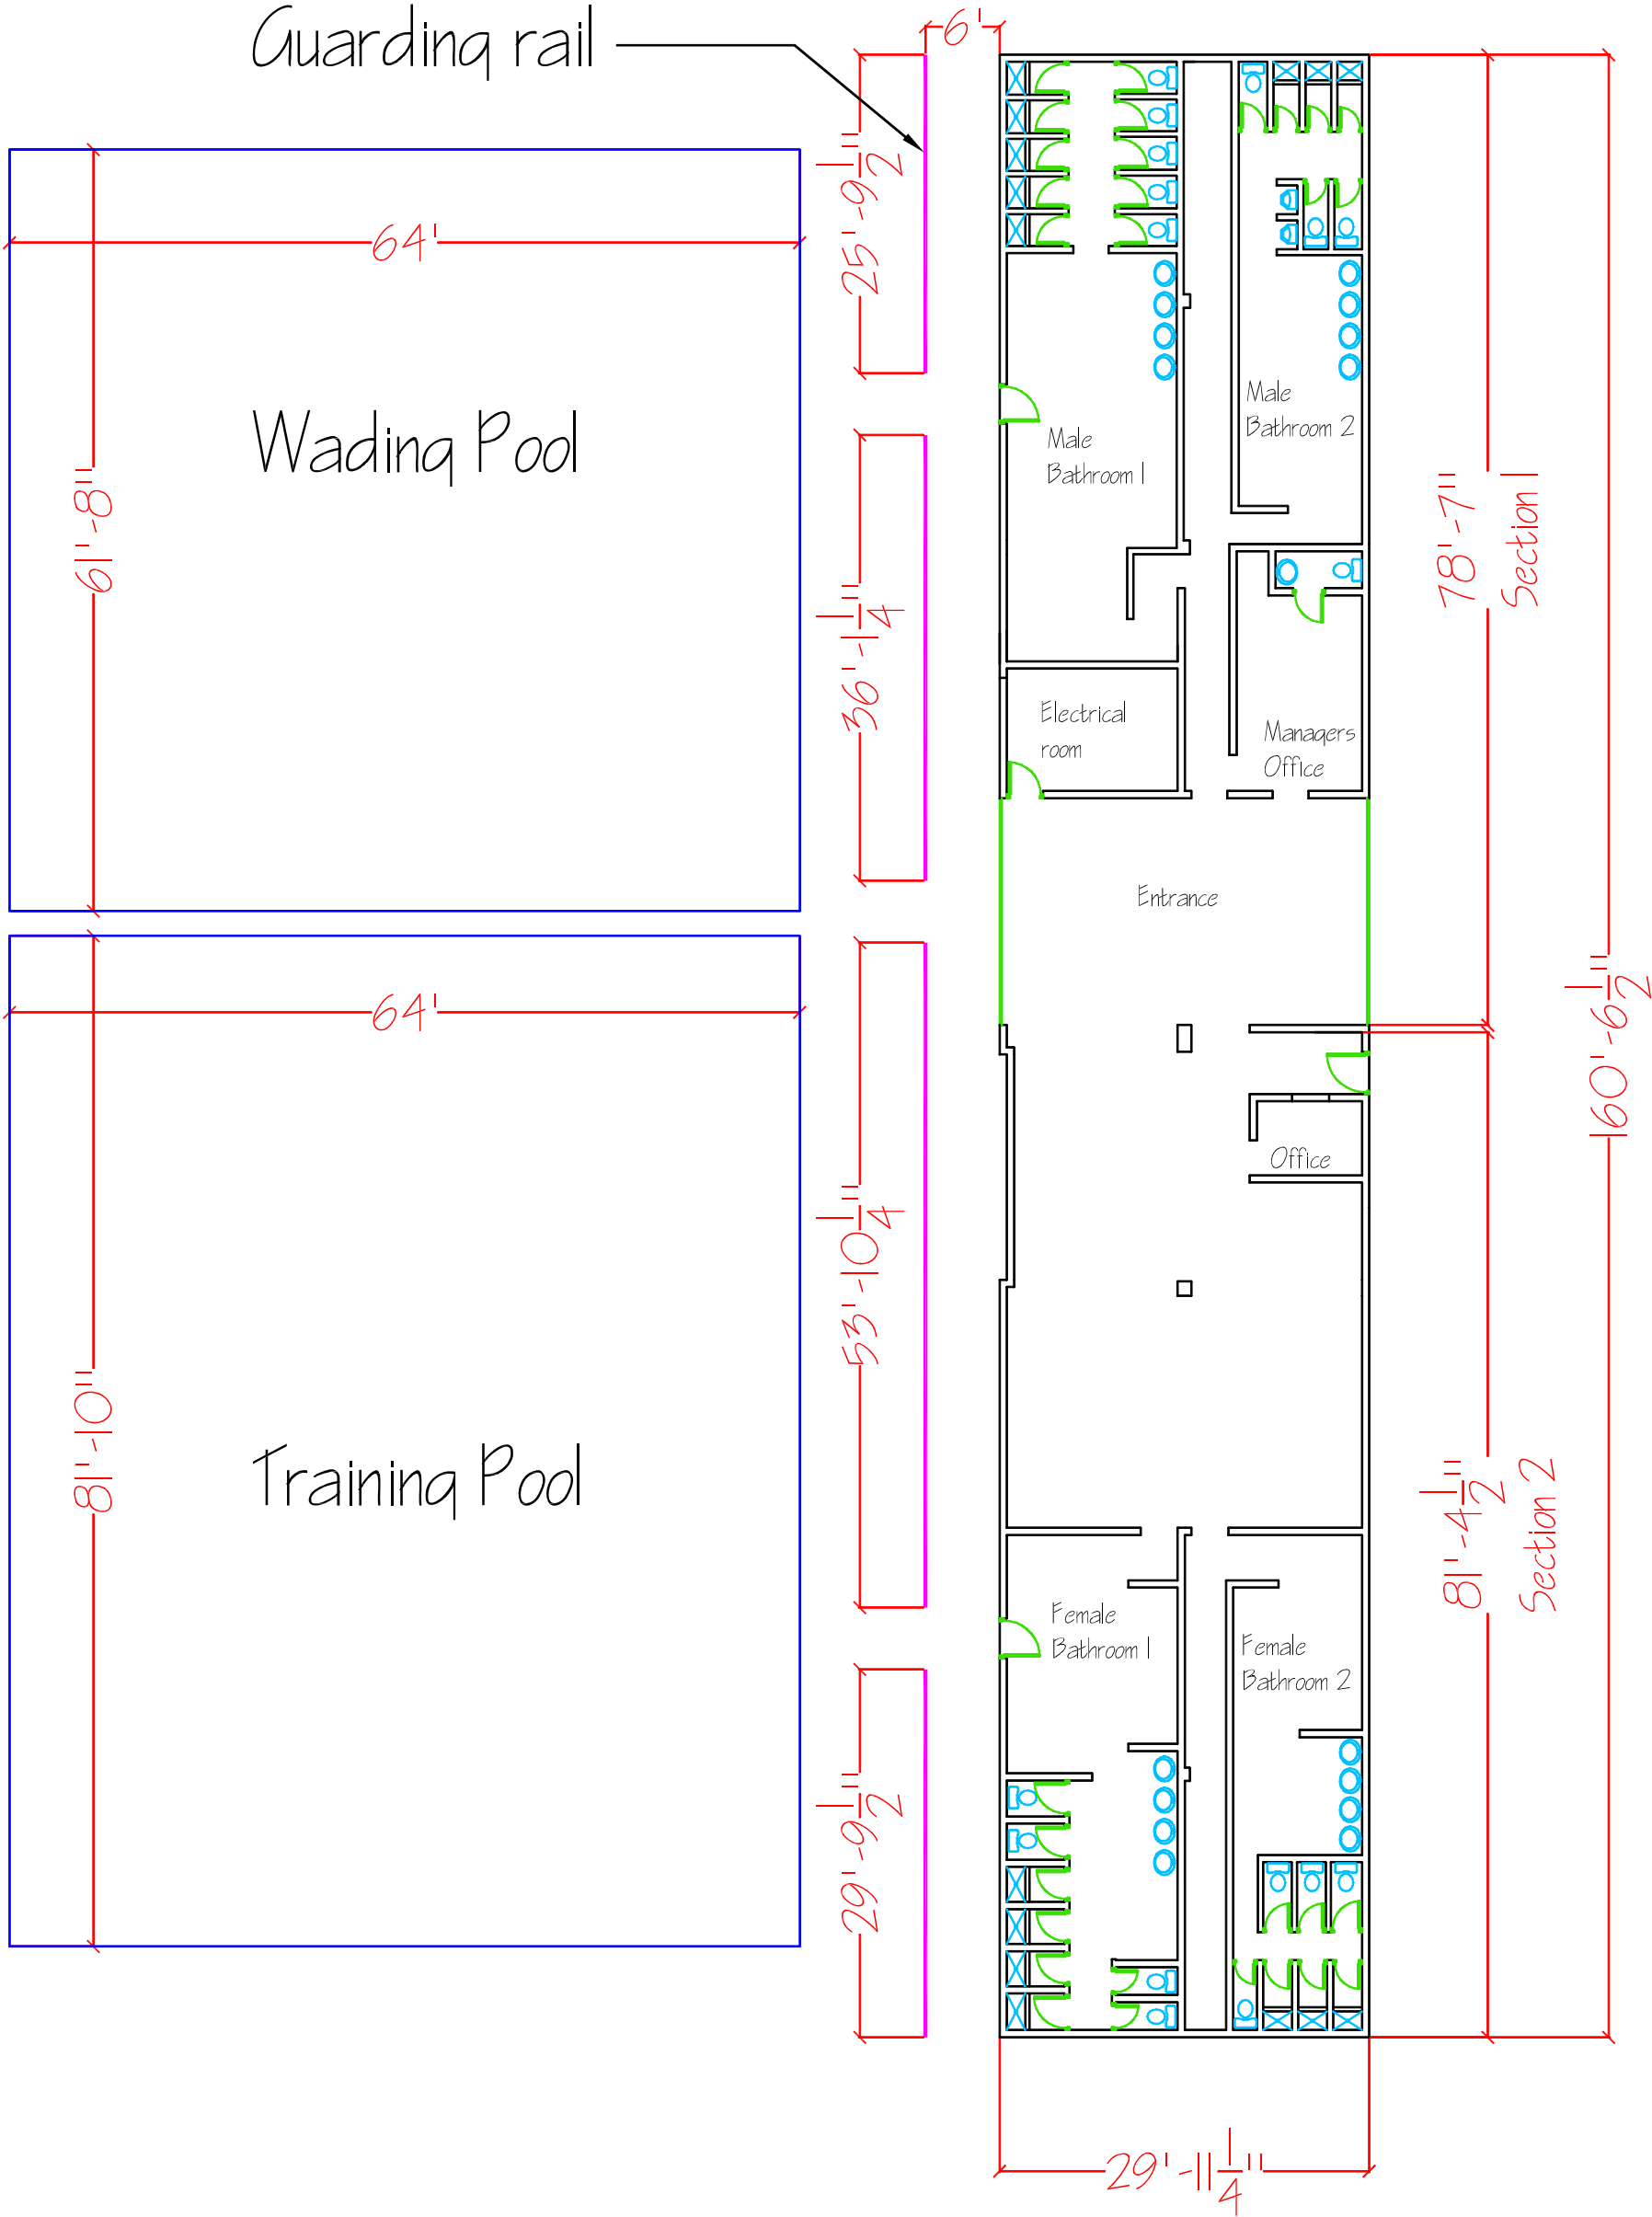 Guarding rail
6'
25'-9 1/2"
64'
Wading Pool
61'-8"
Male
Bathroom 1
Male
Bathroom 2
78'-7"
Section 1
36'-1 1/4"
Electrical
room
Managers
Office
Entrance
64'
160'-6 1/2"
Office
53'-10 1/4"
81'-10"
Training Pool
81'-4 1/2"
Section 2
Female
Bathroom 1
Female
Bathroom 2
29'-9 1/2"
29'-11 1/4"